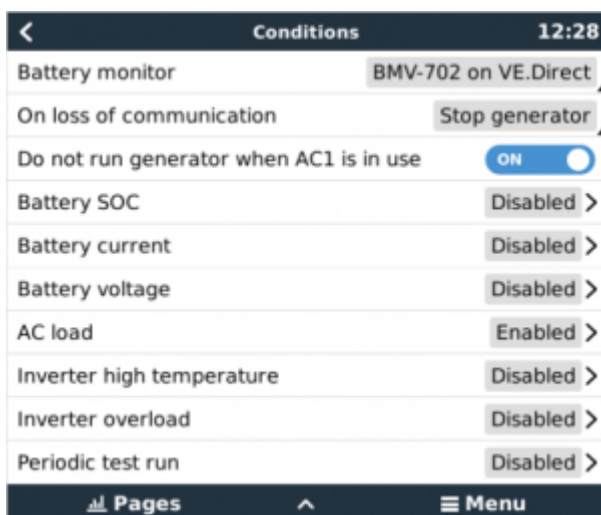 Conditions 12:28
Battery monitor BMV-702 on VE.Direct
On loss of communication Stop generator
Do not run generator when AC1 is in use ON
Battery SOC Disabled
Battery current Disabled
Battery voltage Disabled
AC load Enabled
Inverter high temperature Disabled
Inverter overload Disabled
Periodic test run Disabled
Pages Menu